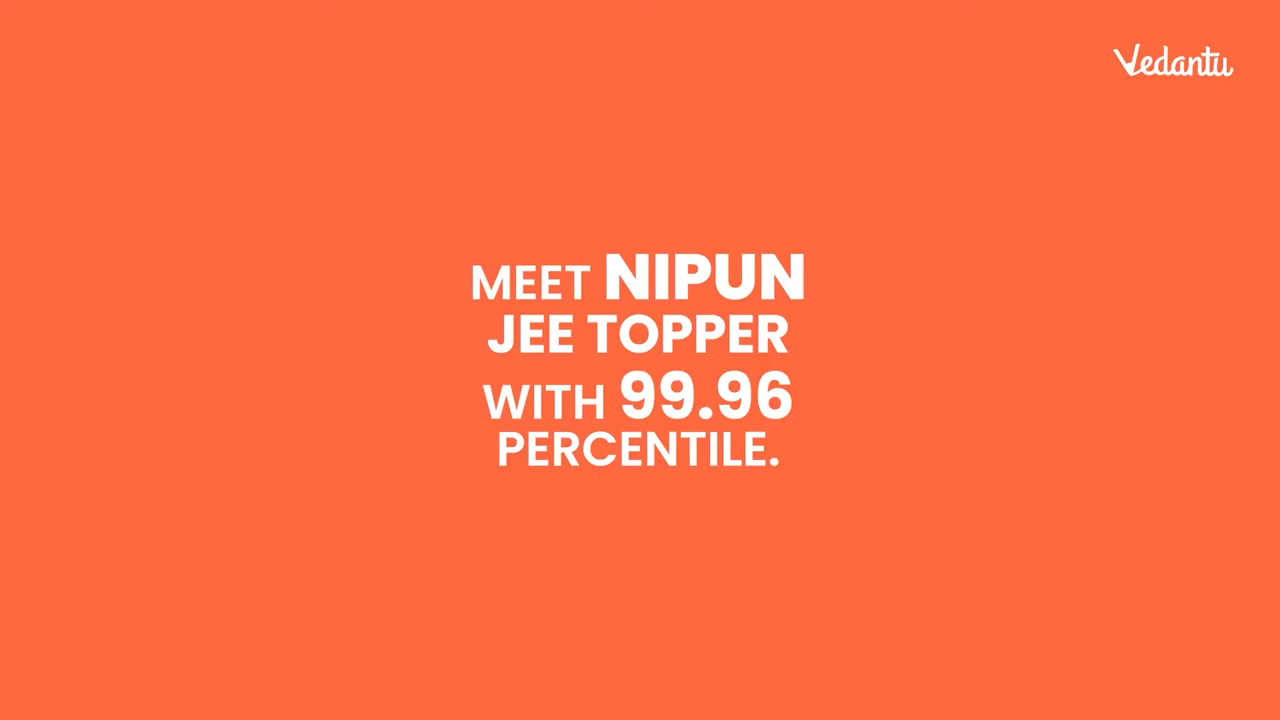 Vedantu
MEET NIPUN
JEE TOPPER
WITH 99.96
PERCENTILE.